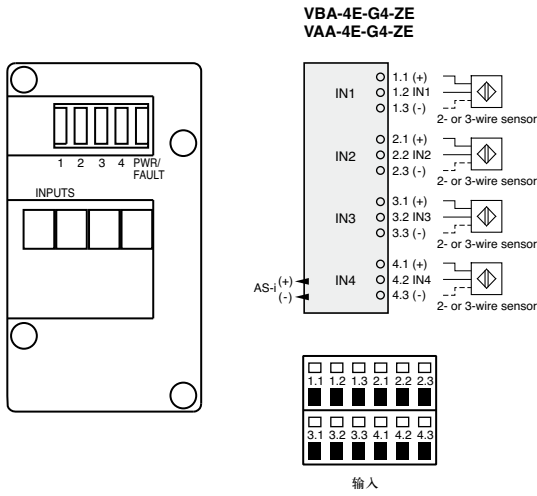 VBA-4E-G4-ZE
VAA-4E-G4-ZE
1 2 3 4 PWR/
FAULT
INPUTS
IN1
1.1 (+)
1.2 IN1
1.3 (-)
2- or 3-wire sensor
IN2
2.1 (+)
2.2 IN2
2.3 (-)
2- or 3-wire sensor
IN3
3.1 (+)
3.2 IN3
3.3 (-)
2- or 3-wire sensor
AS-i (+)
(-)
IN4
4.1 (+)
4.2 IN4
4.3 (-)
2- or 3-wire sensor
1.1 1.2 1.3 2.1 2.2 2.3
3.1 3.2 3.3 4.1 4.2 4.3
输入